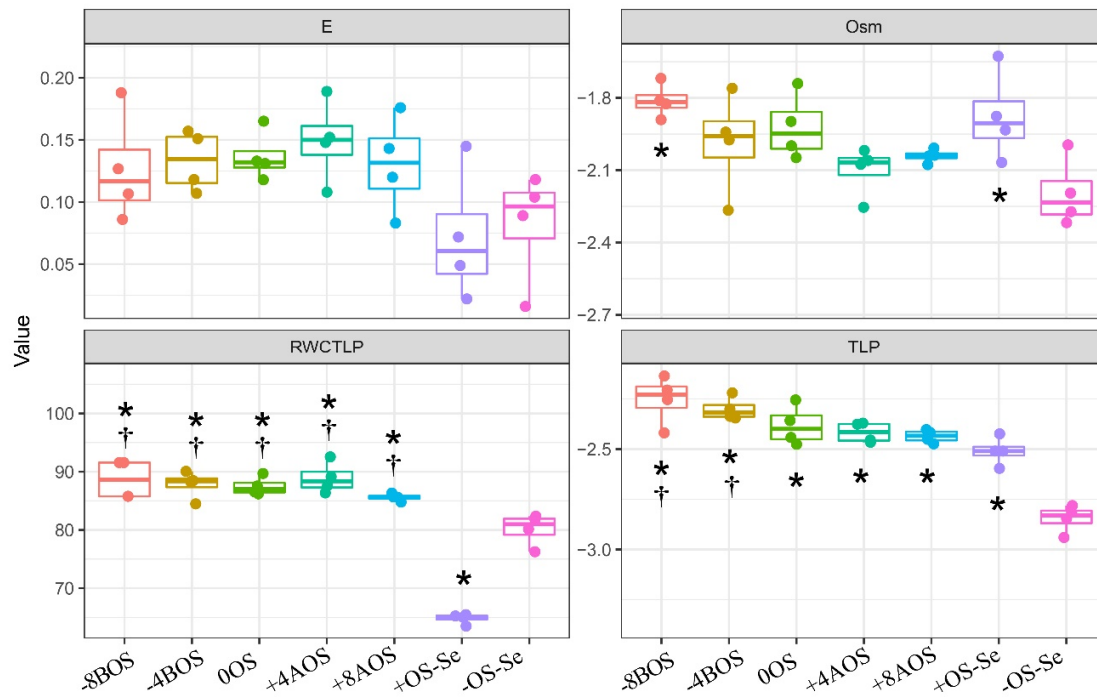 E
Osm
0.20
0.15
0.10
0.05
−1.8
−2.1
−2.4
−2.7
Value
RWCTLP
TLP
100
90
80
70
−2.5
−3.0
*
*
* * * * *
† † † † †
*
* * * * * *
† †
-8BOS -4BOS 0OS +4AOS +8AOS +OS-Se -OS-Se
-8BOS -4BOS 0OS +4AOS +8AOS +OS-Se -OS-Se